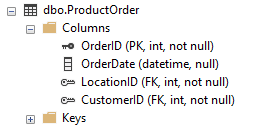 dbo.ProductOrder
Columns
OrderID (PK, int, not null)
OrderDate (datetime, null)
LocationID (FK, int, not null)
CustomerID (FK, int, not null)
Keys